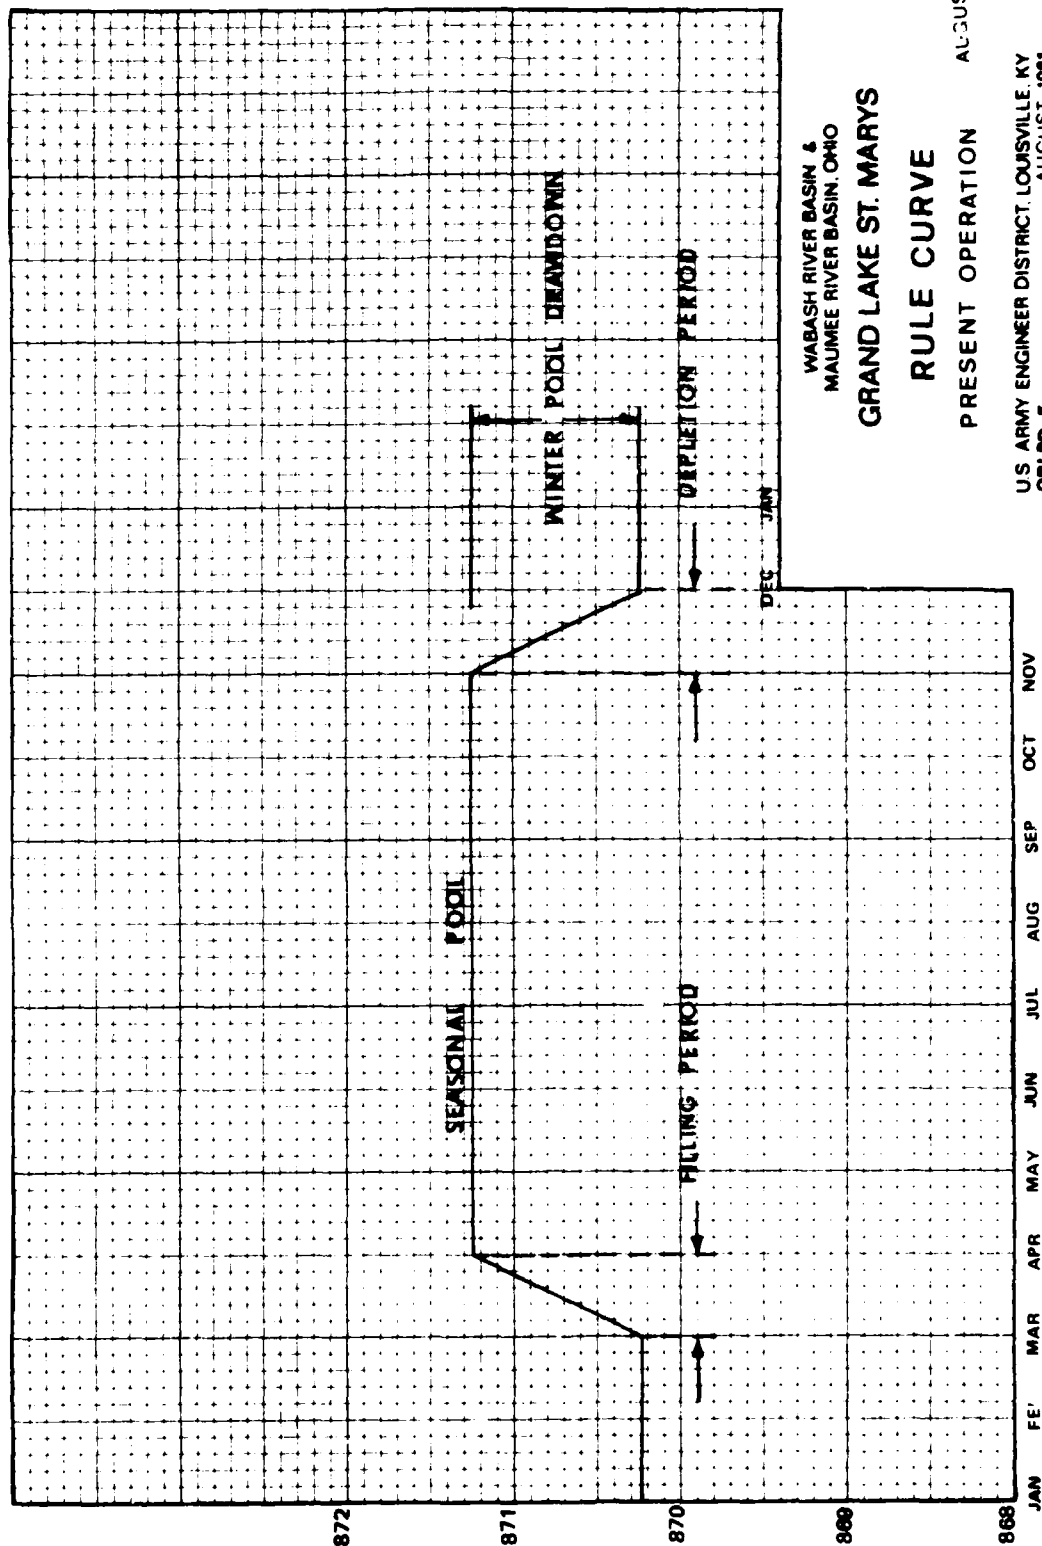 872
871
870
869
868
JAN FE' MAR APR MAY JUN JUL AUG SEP OCT NOV
DEC JAN
SEASONAL POOL
WINTER POOL DRAWDOWN
FILLING PERIOD
DEPLETION PERIOD
WABASH RIVER BASIN &
MAUMEE RIVER BASIN, OHIO
GRAND LAKE ST. MARYS
RULE CURVE
PRESENT OPERATION
U.S. ARMY ENGINEER DISTRICT, LOUISVILLE, KY